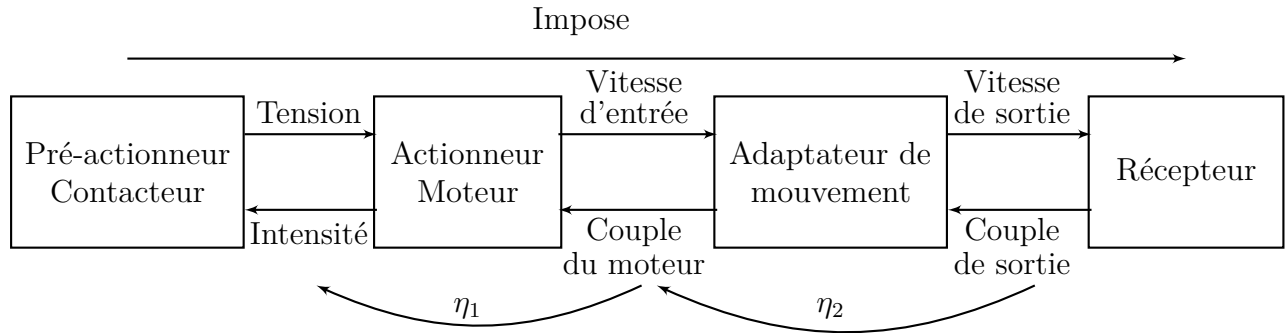 Impose
Pré-actionneur
Contacteur
Tension
Intensité
Actionneur
Moteur
Vitesse
d'entrée
Couple
du moteur
Adaptateur de
mouvement
Vitesse
de sortie
Couple
de sortie
Récepteur
η1
η2